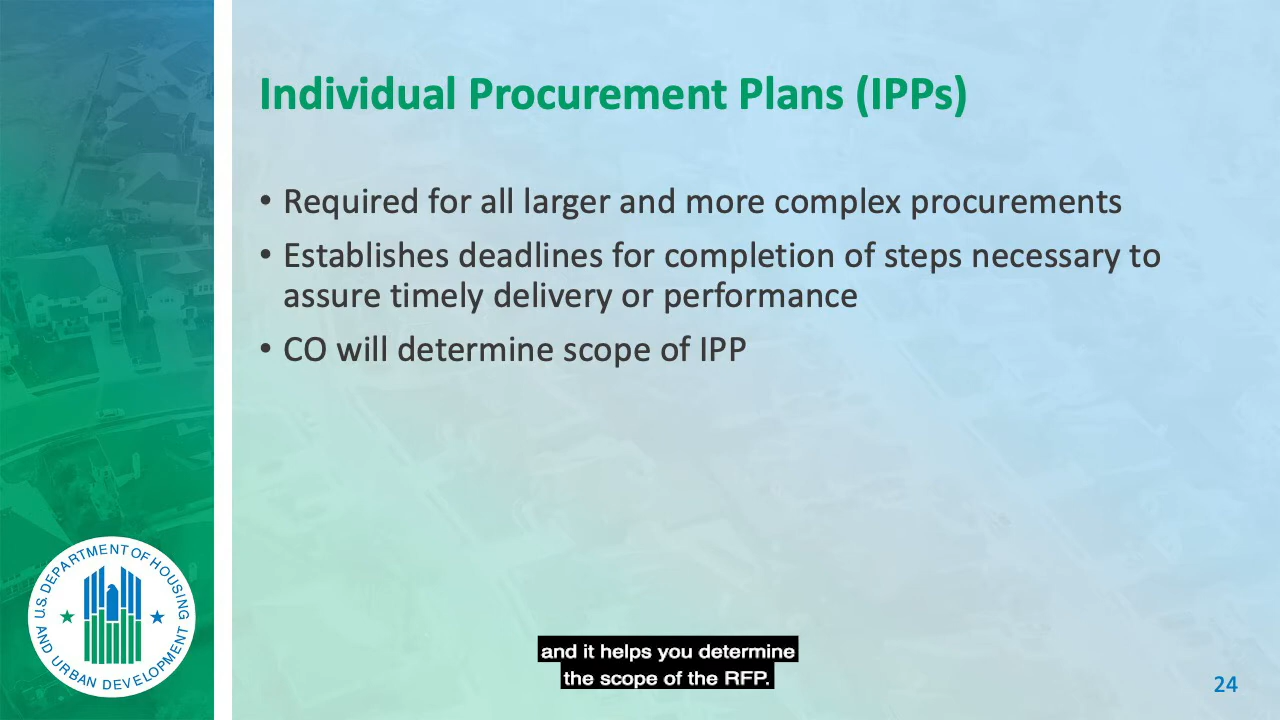 Individual Procurement Plans (IPPs)
• Required for all larger and more complex procurements
• Establishes deadlines for completion of steps necessary to
assure timely delivery or performance
• CO will determine scope of IPP
U.S. DEPARTMENT OF HOUSING
AND URBAN DEVELOPMENT
and it helps you determine
the scope of the RFP.
24